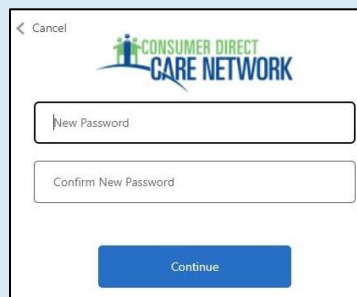 Cancel
CONSUMER DIRECT
CARE NETWORK
New Password
Confirm New Password
Continue